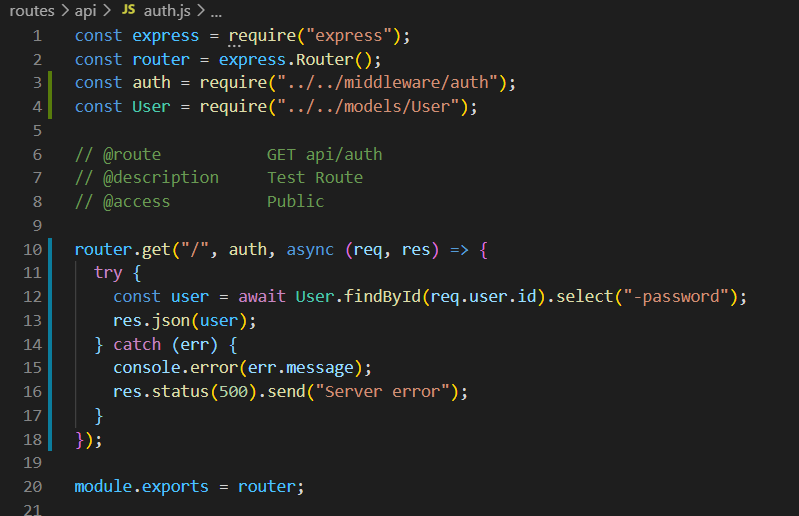 routes > api > JS auth.js > ...
1 const express = require("express");
2 const router = express.Router();
3 const auth = require("../../middleware/auth");
4 const User = require("../../models/User");
5
6 // @route GET api/auth
7 // @description Test Route
8 // @access Public
9
10 router.get("/", auth, async (req, res) => {
11 try {
12 const user = await User.findById(req.user.id).select("-password");
13 res.json(user);
14 } catch (err) {
15 console.error(err.message);
16 res.status(500).send("Server error");
17 }
18 });
19
20 module.exports = router;
21